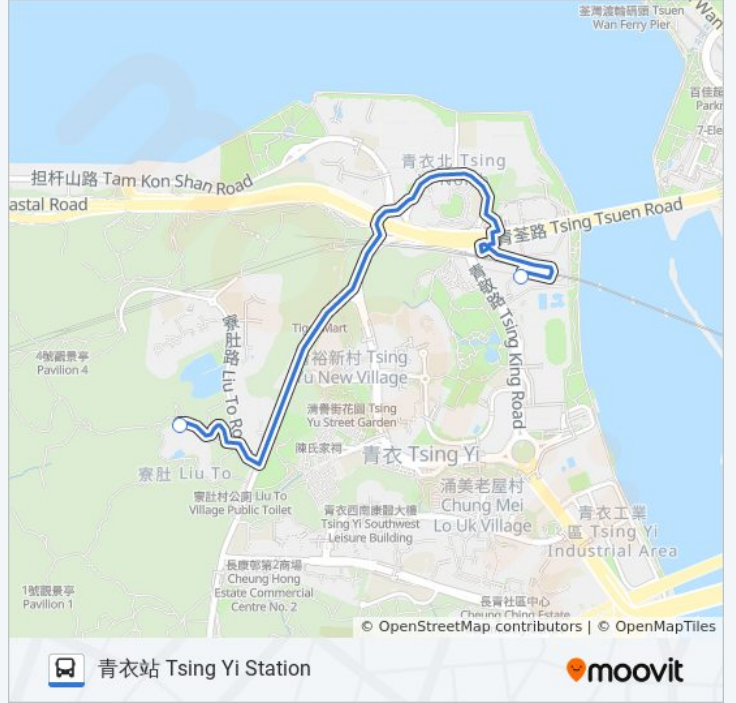 荃灣渡輪碼頭 Tsuen
Wan Ferry Pier
Wan
百佳超
Parkn
7-Ele
担杆山路 Tam Kon Shan Road
astal Road
青衣北 Tsing
青荃路 Tsing Tsuen Road
青敬路 Tsing King Road
寮肚路 Liu To Ro
4號觀景亭
Pavilion 4
Mart
裕新村 Tsing
Yu New Village
清譽街花園 Tsing
Yu Street Garden
陳氏家祠
青衣 Tsing Yi
寮肚 Liu To
寮肚村公廁 Liu To
Village Public Toilet
涌美老屋村
Chung Mei
Lo Uk Village
青衣工業
區 Tsing Yi
Industrial Area
青衣西南康體大樓
Tsing Yi Southwest
Leisure Building
1號觀景亭
Pavilion 1
長康邨第2商場
Cheung Hong
Estate Commercial
Centre No. 2
長青社區中心
Cheung Ching Estate
© OpenStreetMap contributors | © OpenMapTiles
青衣站 Tsing Yi Station
moovit